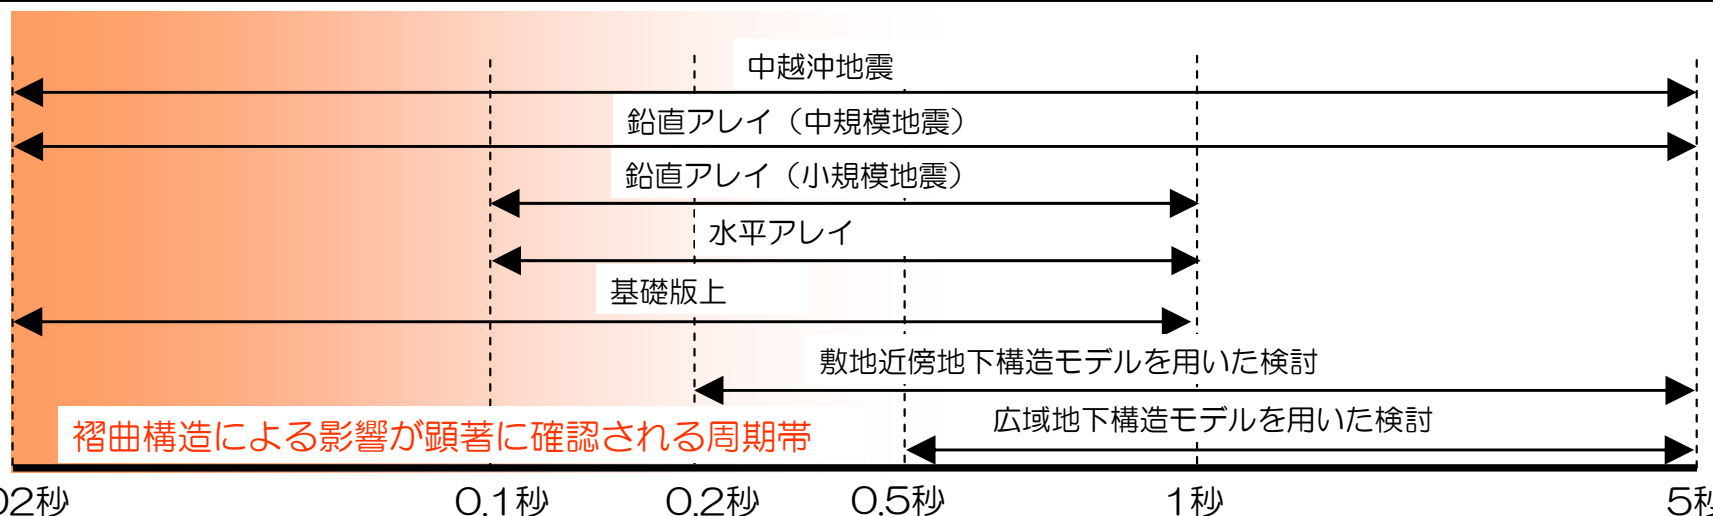 中越沖地震
鉛直アレイ（中規模地震）
鉛直アレイ（小規模地震）
水平アレイ
基礎版上
敷地近傍地下構造モデルを用いた検討
広域地下構造モデルを用いた検討
褶曲構造による影響が顕著に確認される周期帯
02秒 0.1秒 0.2秒 0.5秒 1秒 5秒